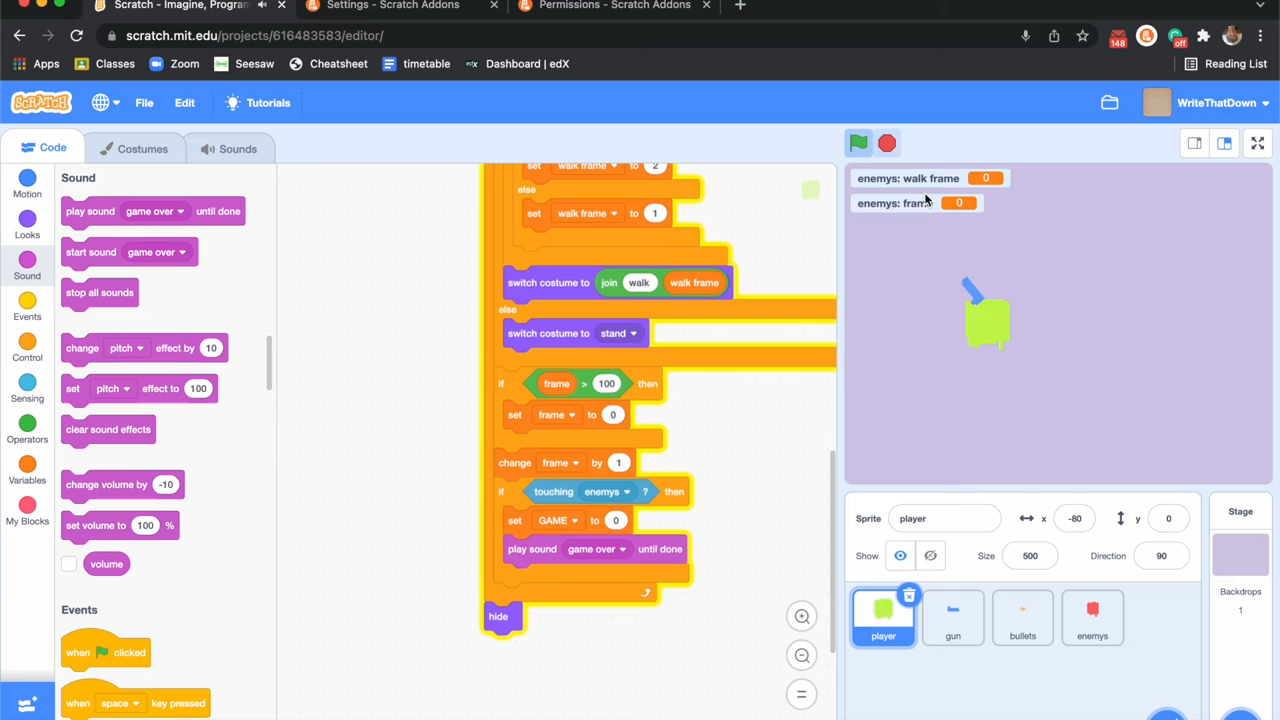 Scratch - Imagine, Program
Settings - Scratch Addons
Permissions - Scratch Addons
scratch.mit.edu/projects/616483583/editor/
148
off
Apps
Classes
Zoom
Seesaw
Cheatsheet
timetable
Dashboard | edX
Reading List
SCRATCH
File
Edit
Tutorials
WriteThatDown
Code
Costumes
Sounds
Motion
Looks
Sound
Events
Control
Sensing
Operators
Variables
My Blocks
Sound
play sound game over until done
start sound game over
stop all sounds
change pitch effect by 10
set pitch effect to 100
clear sound effects
change volume by -10
set volume to 100 %
volume
Events
when clicked
when space key pressed
set walk frame to 2
else
set walk frame to 1
switch costume to join walk walk frame
else
switch costume to stand
if frame > 100 then
set frame to 0
change frame by 1
if touching enemys ? then
set GAME to 0
play sound game over until done
hide
enemys: walk frame 0
enemys: frame 0
Sprite player x -80 y 0
Show Size 500 Direction 90
player
gun
bullets
enemys
Stage
Backdrops
1